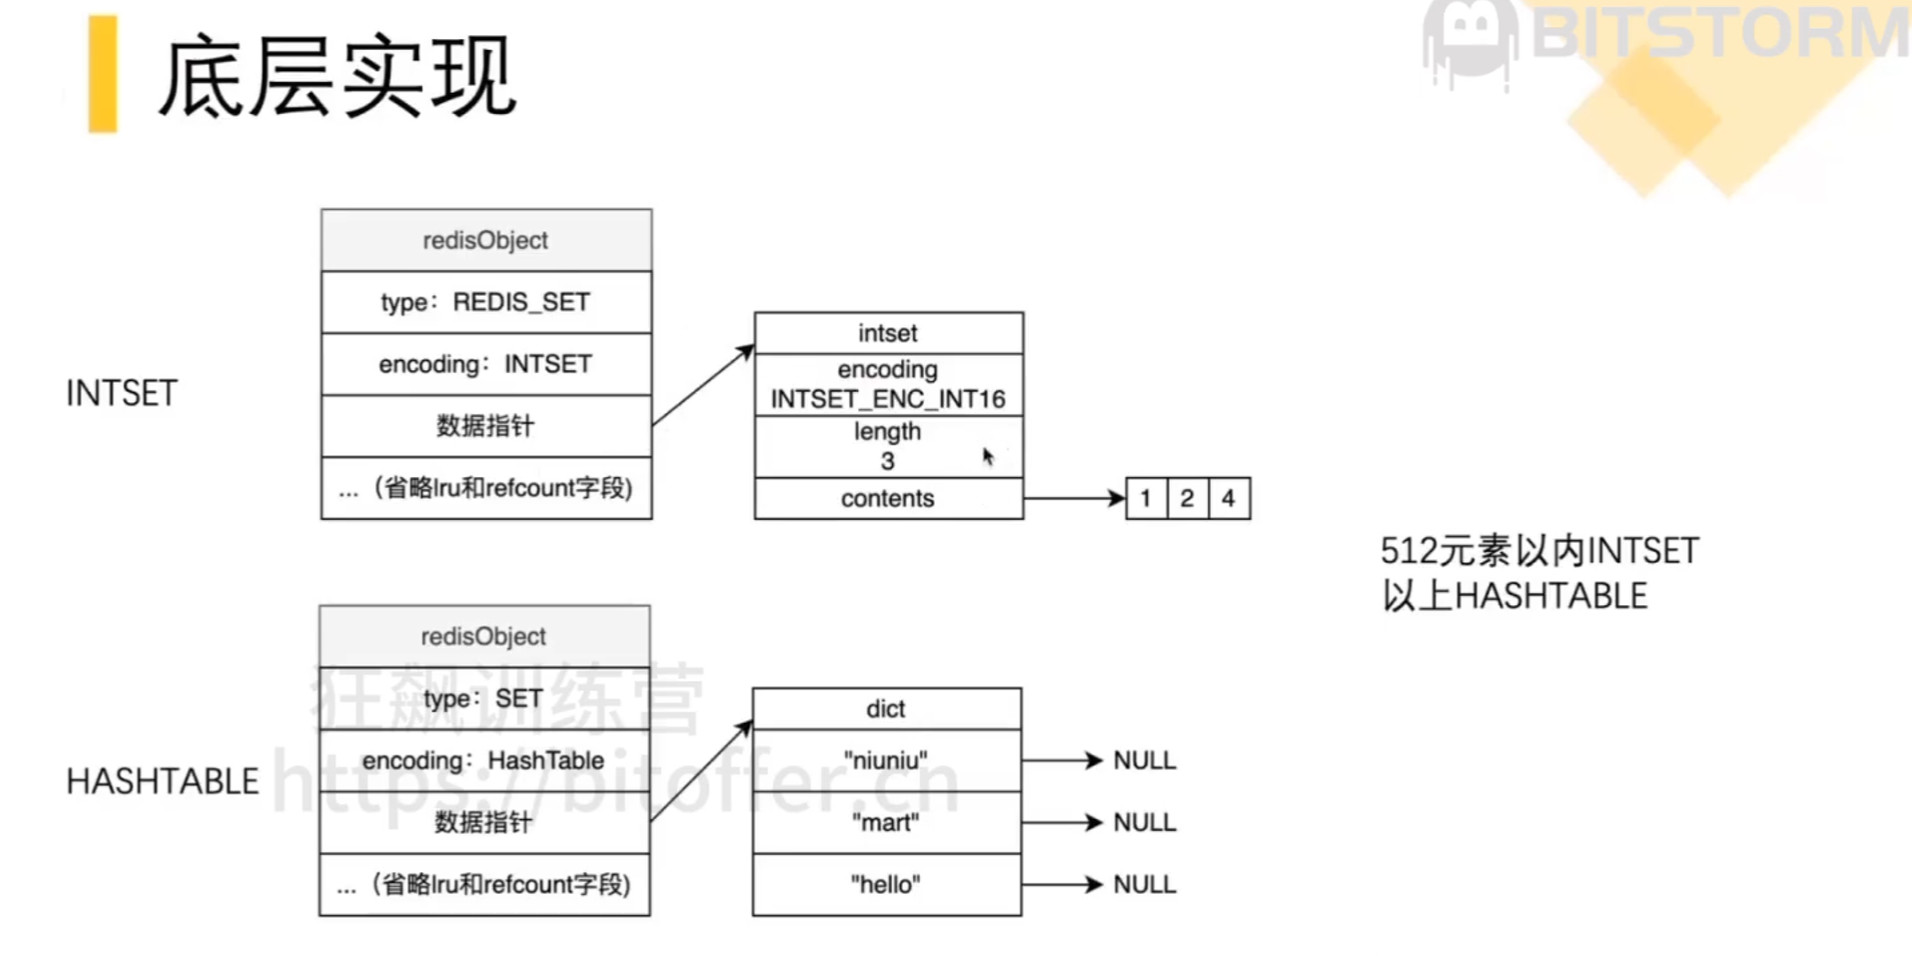 底层实现
BITSTORM
redisObject
type：REDIS_SET
encoding：INTSET
数据指针
...（省略lru和refcount字段)
INTSET
intset
encoding
INTSET_ENC_INT16
length
3
contents
1 2 4
512元素以内INTSET
以上HASHTABLE
redisObject
type：SET
encoding：HashTable
数据指针
...（省略lru和refcount字段)
HASHTABLE
dict
"niuniu"
NULL
"mart"
NULL
"hello"
NULL
狂飙训练营
https://bitoffer.cn